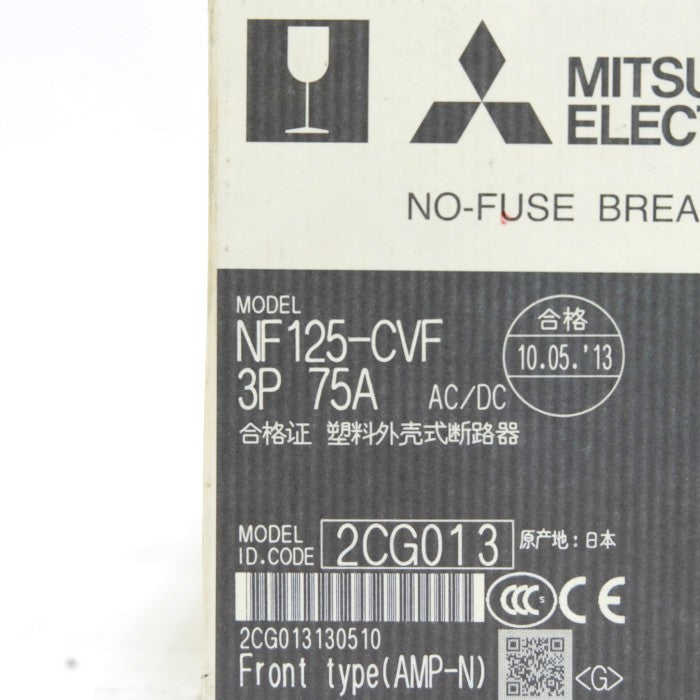 MITSU
ELECT
NO-FUSE BREA
MODEL
NF125-CVF
3P 75A AC/DC
合格
10.05.'13
合格证 塑料外壳式断路器
MODEL
ID.CODE 2CG013 原产地:日本
CCC S CE
2CG013130510
Front type(AMP-N) <G>